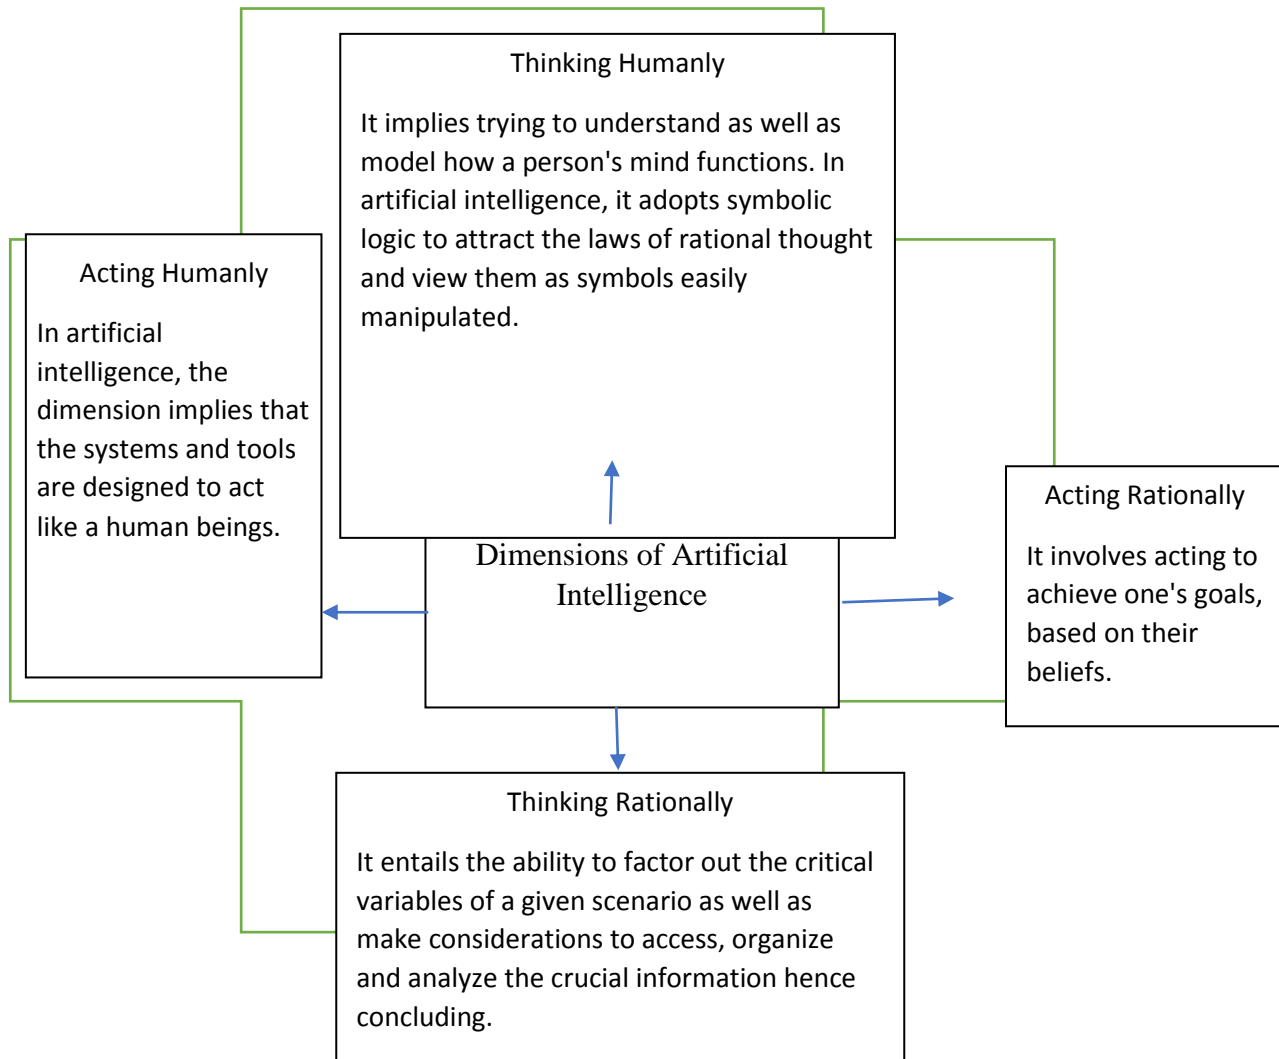 Thinking Humanly
It implies trying to understand as well as
model how a person's mind functions. In
artificial intelligence, it adopts symbolic
logic to attract the laws of rational thought
and view them as symbols easily
manipulated.
Acting Humanly
In artificial
intelligence, the
dimension implies that
the systems and tools
are designed to act
like a human beings.
Dimensions of Artificial
Intelligence
Acting Rationally
It involves acting to
achieve one's goals,
based on their
beliefs.
Thinking Rationally
It entails the ability to factor out the critical
variables of a given scenario as well as
make considerations to access, organize
and analyze the crucial information hence
concluding.